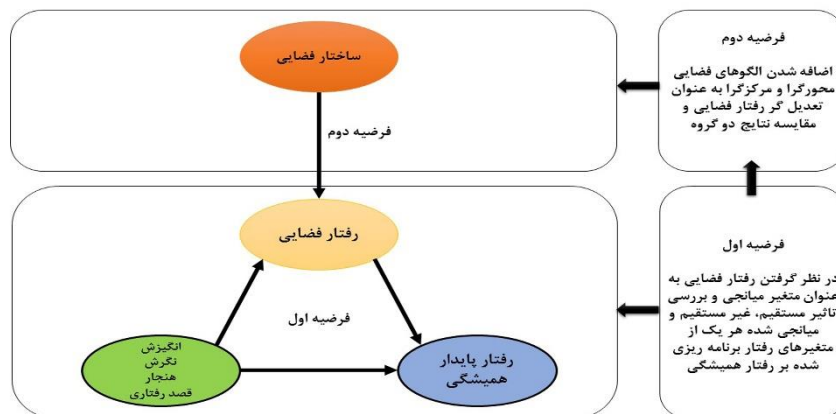 ساختار فضایی
فرضیه دوم
فرضیه دوم
اضافه شدن الگوهای فضایی
محورگرا و مرکزگرا به عنوان
تعدیل گر رفتار فضایی و
مقایسه نتایج دو گروه
رفتار فضایی
فرضیه اول
انگیزش
نگرش
هنجار
قصد رفتاری
رفتار پایدار
همیشگی
فرضیه اول
در نظر گرفتن رفتار فضایی به
عنوان متغیر میانجی و بررسی
تاثیر مستقیم، غیر مستقیم و
میانجی شده هر یک از
متغیرهای رفتار برنامه ریزی
شده بر رفتار همیشگی